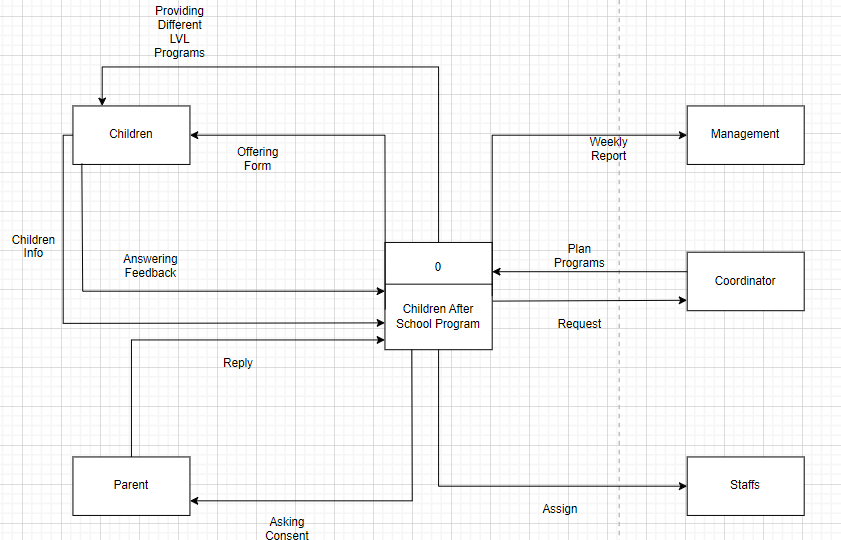 Providing
Different
LVL
Programs
Children
Offering
Form
Weekly
Report
Management
Children
Info
Answering
Feedback
0
Children After
School Program
Plan
Programs
Coordinator
Request
Reply
Parent
Asking
Consent
Assign
Staffs